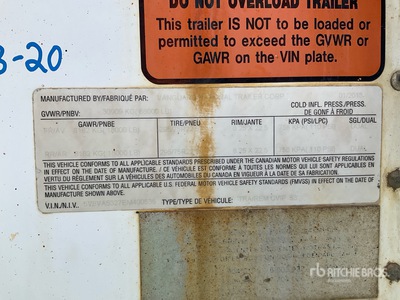 DO NOT OVERLOAD TRAILER
This trailer IS NOT to be loaded or
permitted to exceed the GVWR or
GAWR on the VIN plate.
3-20
MANUFACTURED BY/FABRIQUÉ PAR:
GVWR/PNBV:
COLD INFL. PRESS./PRESS.
DE GONF À FROID
GAWR/PNBE TIRE/PNEU RIM/JANTE KPA (PSI/LPC) SGL/DUAL
THIS VEHICLE CONFORMS TO ALL APPLICABLE STANDARDS PRESCRIBED UNDER THE CANADIAN MOTOR VEHICLE SAFETY REGULATIONS
IN EFFECT ON THE DATE OF MANUFACTURE. / CE VÉHICULE EST CONFORME À TOUTES LES NORMES QUI LUI SONT APPLICABLES EN
VERTU DU RÈGLEMENT SUR LA VÉHICULES DES AUTOMOBILES DU CANADA EN VIGUEUR À LA DATE DE SA FABRICATION.
THIS VEHICLE CONFORMS TO ALL APPLICABLE U.S. FEDERAL MOTOR VEHICLE SAFETY STANDARDS (FMVSS) IN EFFECT ON THE DATE OF
MANUFACTURE SHOWN ABOVE.
V.I.N./N.I.V.: TYPE/TYPE DE VÉHICULE:
rb RITCHIE BROS.